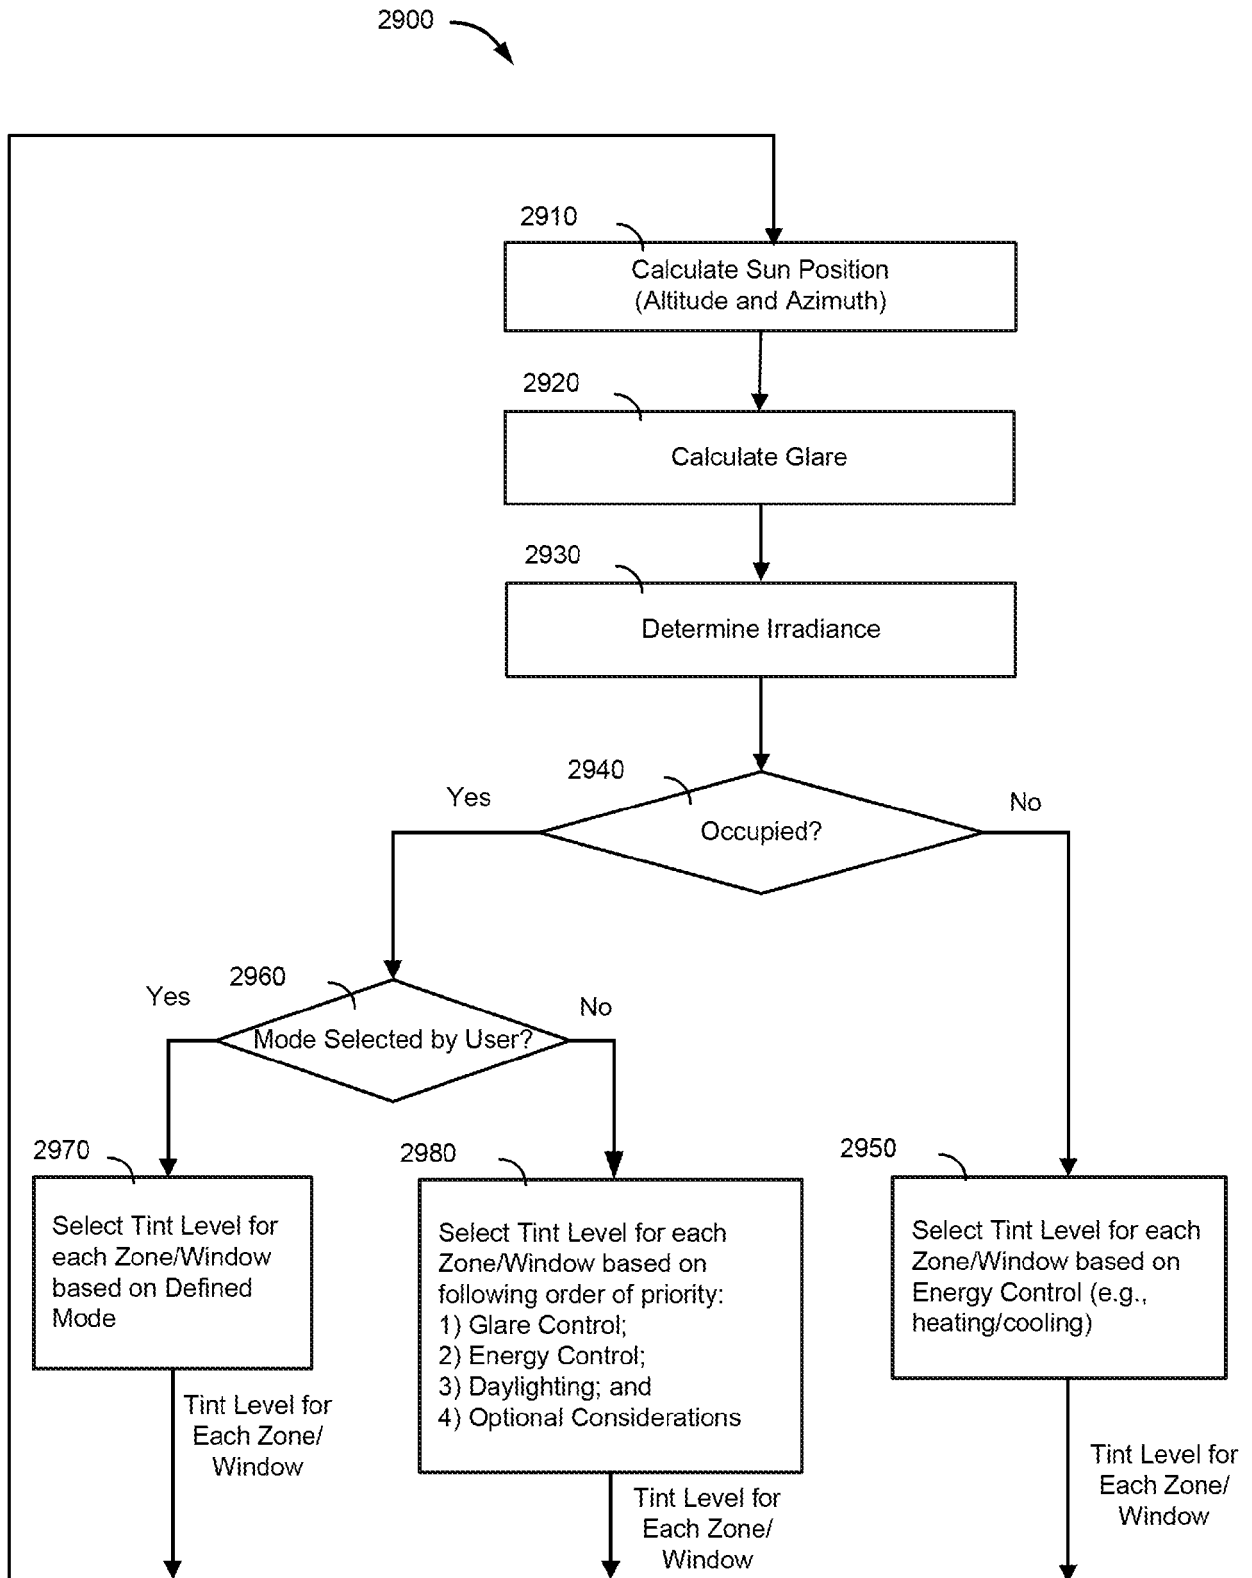 2900
2910
Calculate Sun Position
(Altitude and Azimuth)
2920
Calculate Glare
2930
Determine Irradiance
2940
Yes
No
Occupied?
2960
Yes
No
Mode Selected by User?
2970
Select Tint Level for
each Zone/Window
based on Defined
Mode
2980
Select Tint Level for each
Zone/Window based on
following order of priority:
1) Glare Control;
2) Energy Control;
3) Daylighting; and
4) Optional Considerations
2950
Select Tint Level for each
Zone/Window based on
Energy Control (e.g.,
heating/cooling)
Tint Level for
Each Zone/
Window
Tint Level for
Each Zone/
Window
Tint Level for
Each Zone/
Window